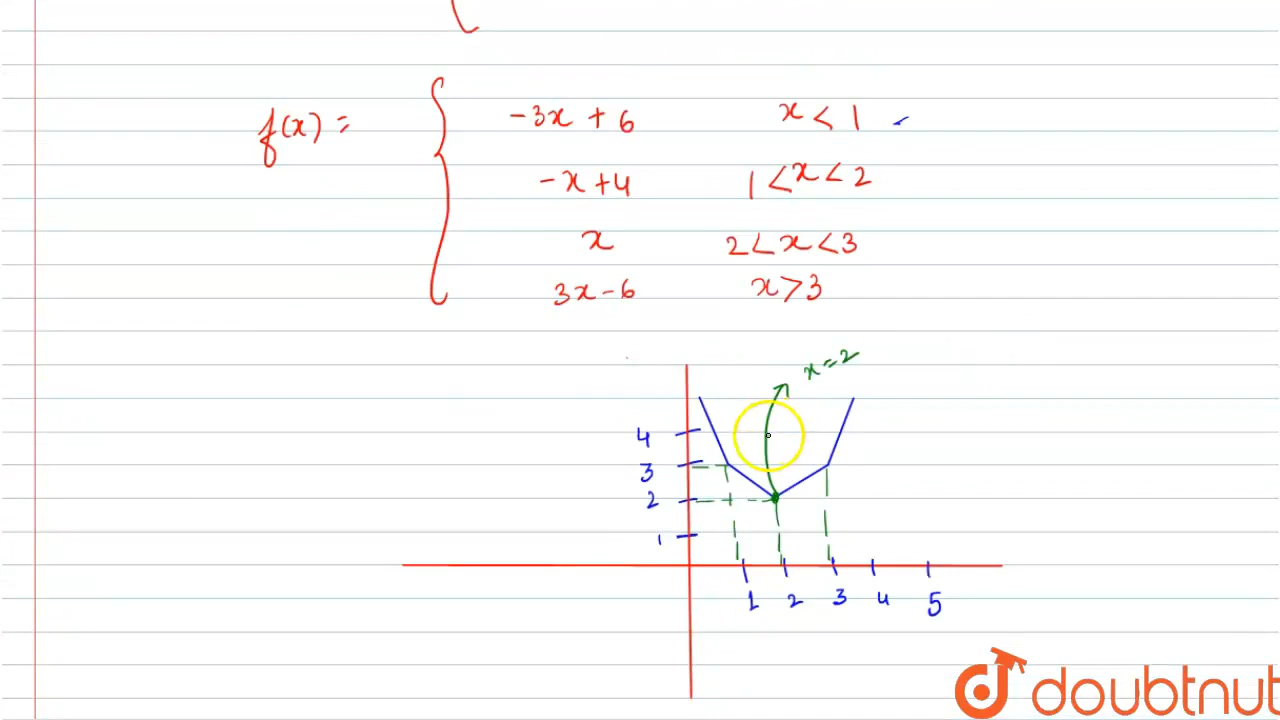 f(x) = { -3x + 6 x < 1
-x + 4 1 < x < 2
x 2 < x < 3
3x - 6 x > 3
x = 2
4
3
2
1
1 2 3 4 5
doubtnut